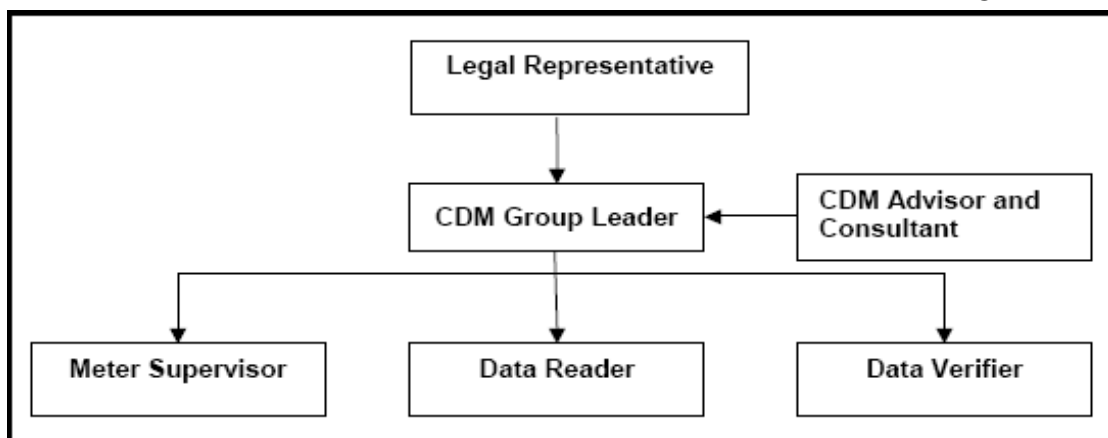 Legal Representative
CDM Group Leader
CDM Advisor and
Consultant
Meter Supervisor
Data Reader
Data Verifier